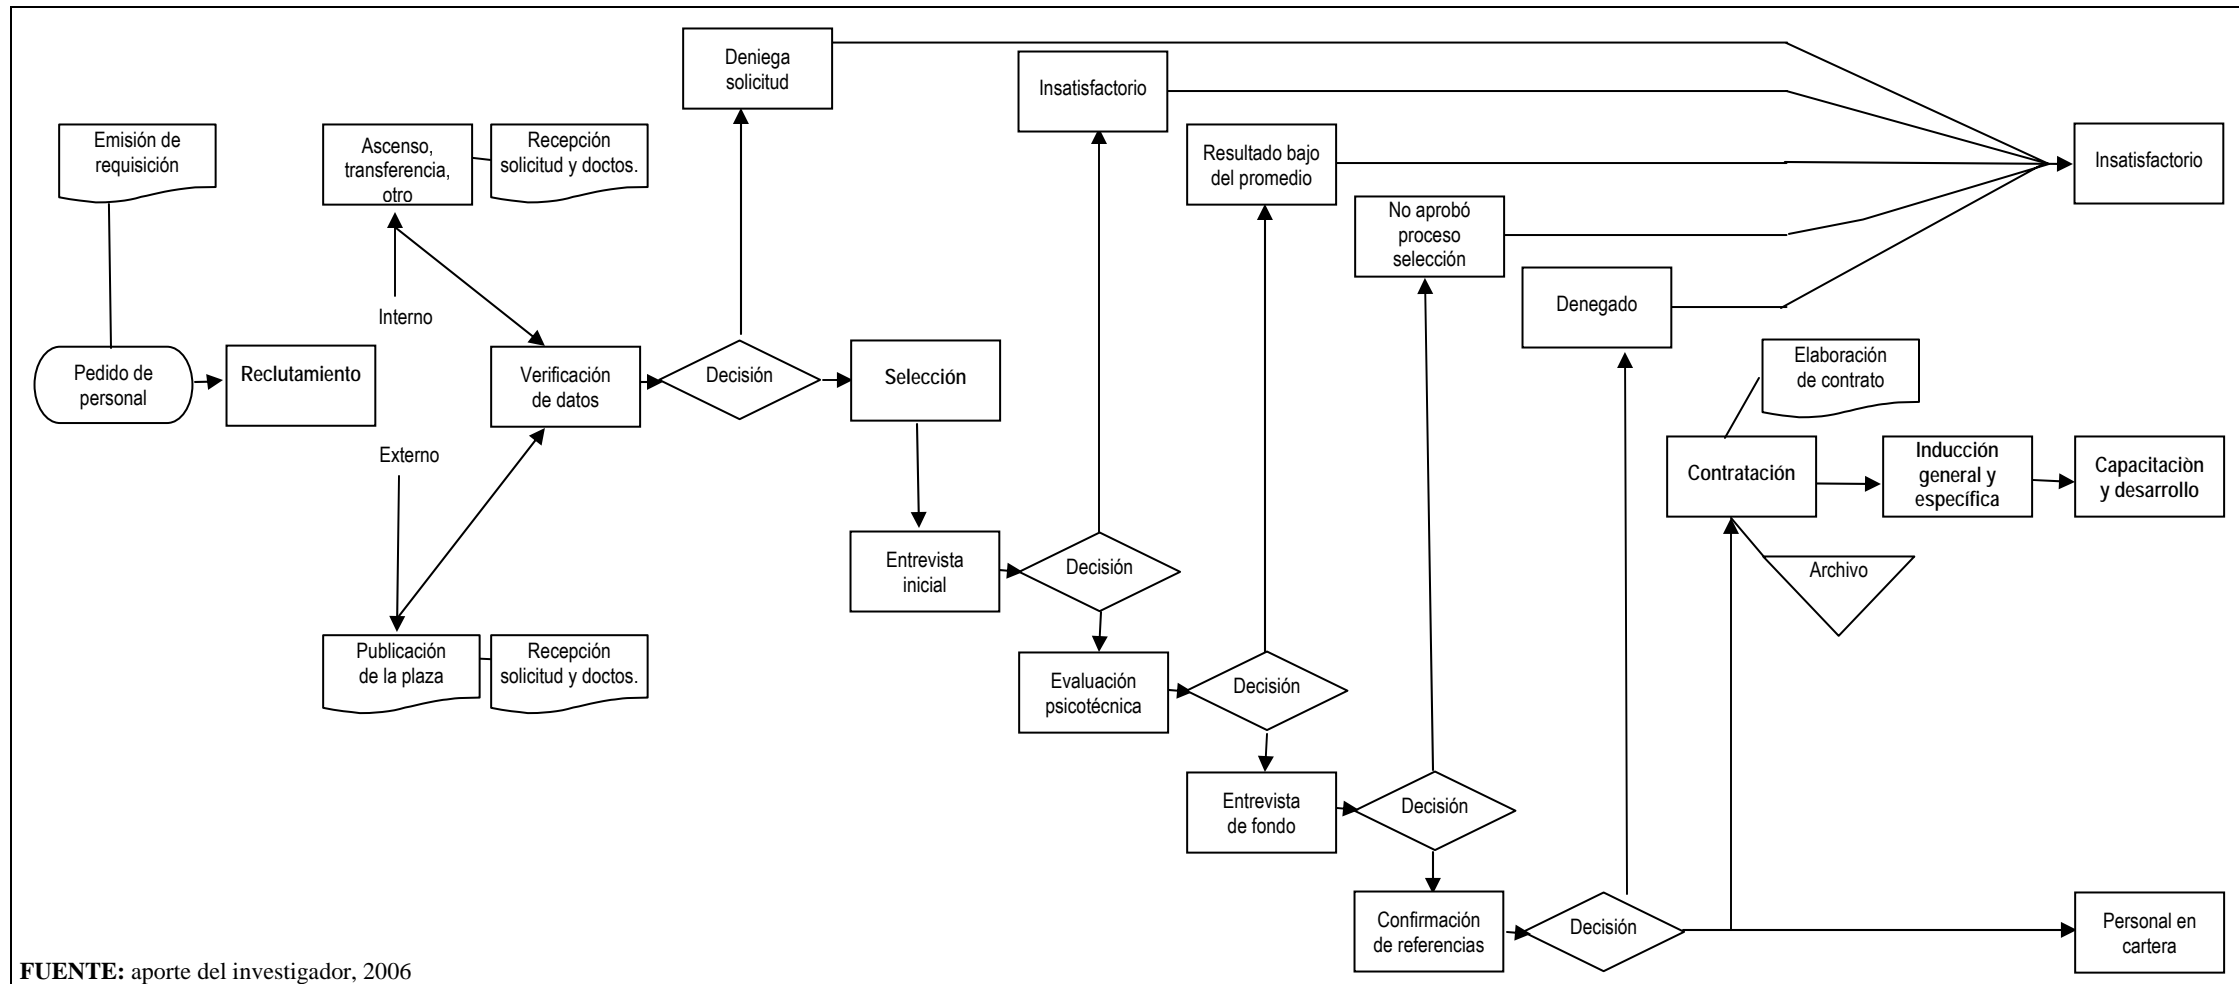 Deniega
solicitud
Insatisfactorio
Emisión de
requisición
Ascenso,
transferencia,
otro
Recepción
solicitud y doctos.
Resultado bajo
del promedio
Insatisfactorio
No aprobó
proceso
selección
Denegado
Interno
Pedido de
personal
Reclutamiento
Verificación
de datos
Decisión
Selección
Elaboración
de contrato
Externo
Contratación
Inducción
general y
específica
Capacitaciòn
y desarrollo
Entrevista
inicial
Decisión
Archivo
Publicación
de la plaza
Recepción
solicitud y doctos.
Evaluación
psicotécnica
Decisión
Entrevista
de fondo
Decisión
Confirmación
de referencias
Decisión
Personal en
cartera
FUENTE: aporte del investigador, 2006